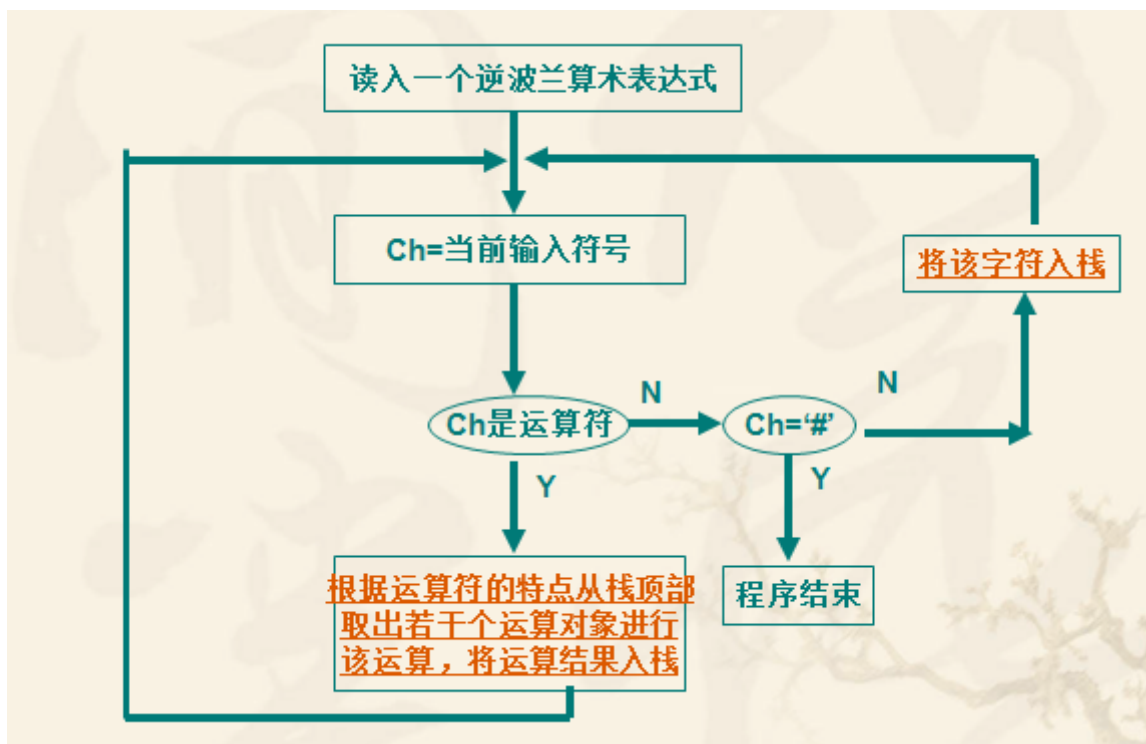 读入一个逆波兰算术表达式
Ch=当前输入符号
将该字符入栈
Ch是运算符
N
Ch=‘#’
N
Y
Y
根据运算符的特点从栈顶部
取出若干个运算对象进行
该运算，将运算结果入栈
程序结束